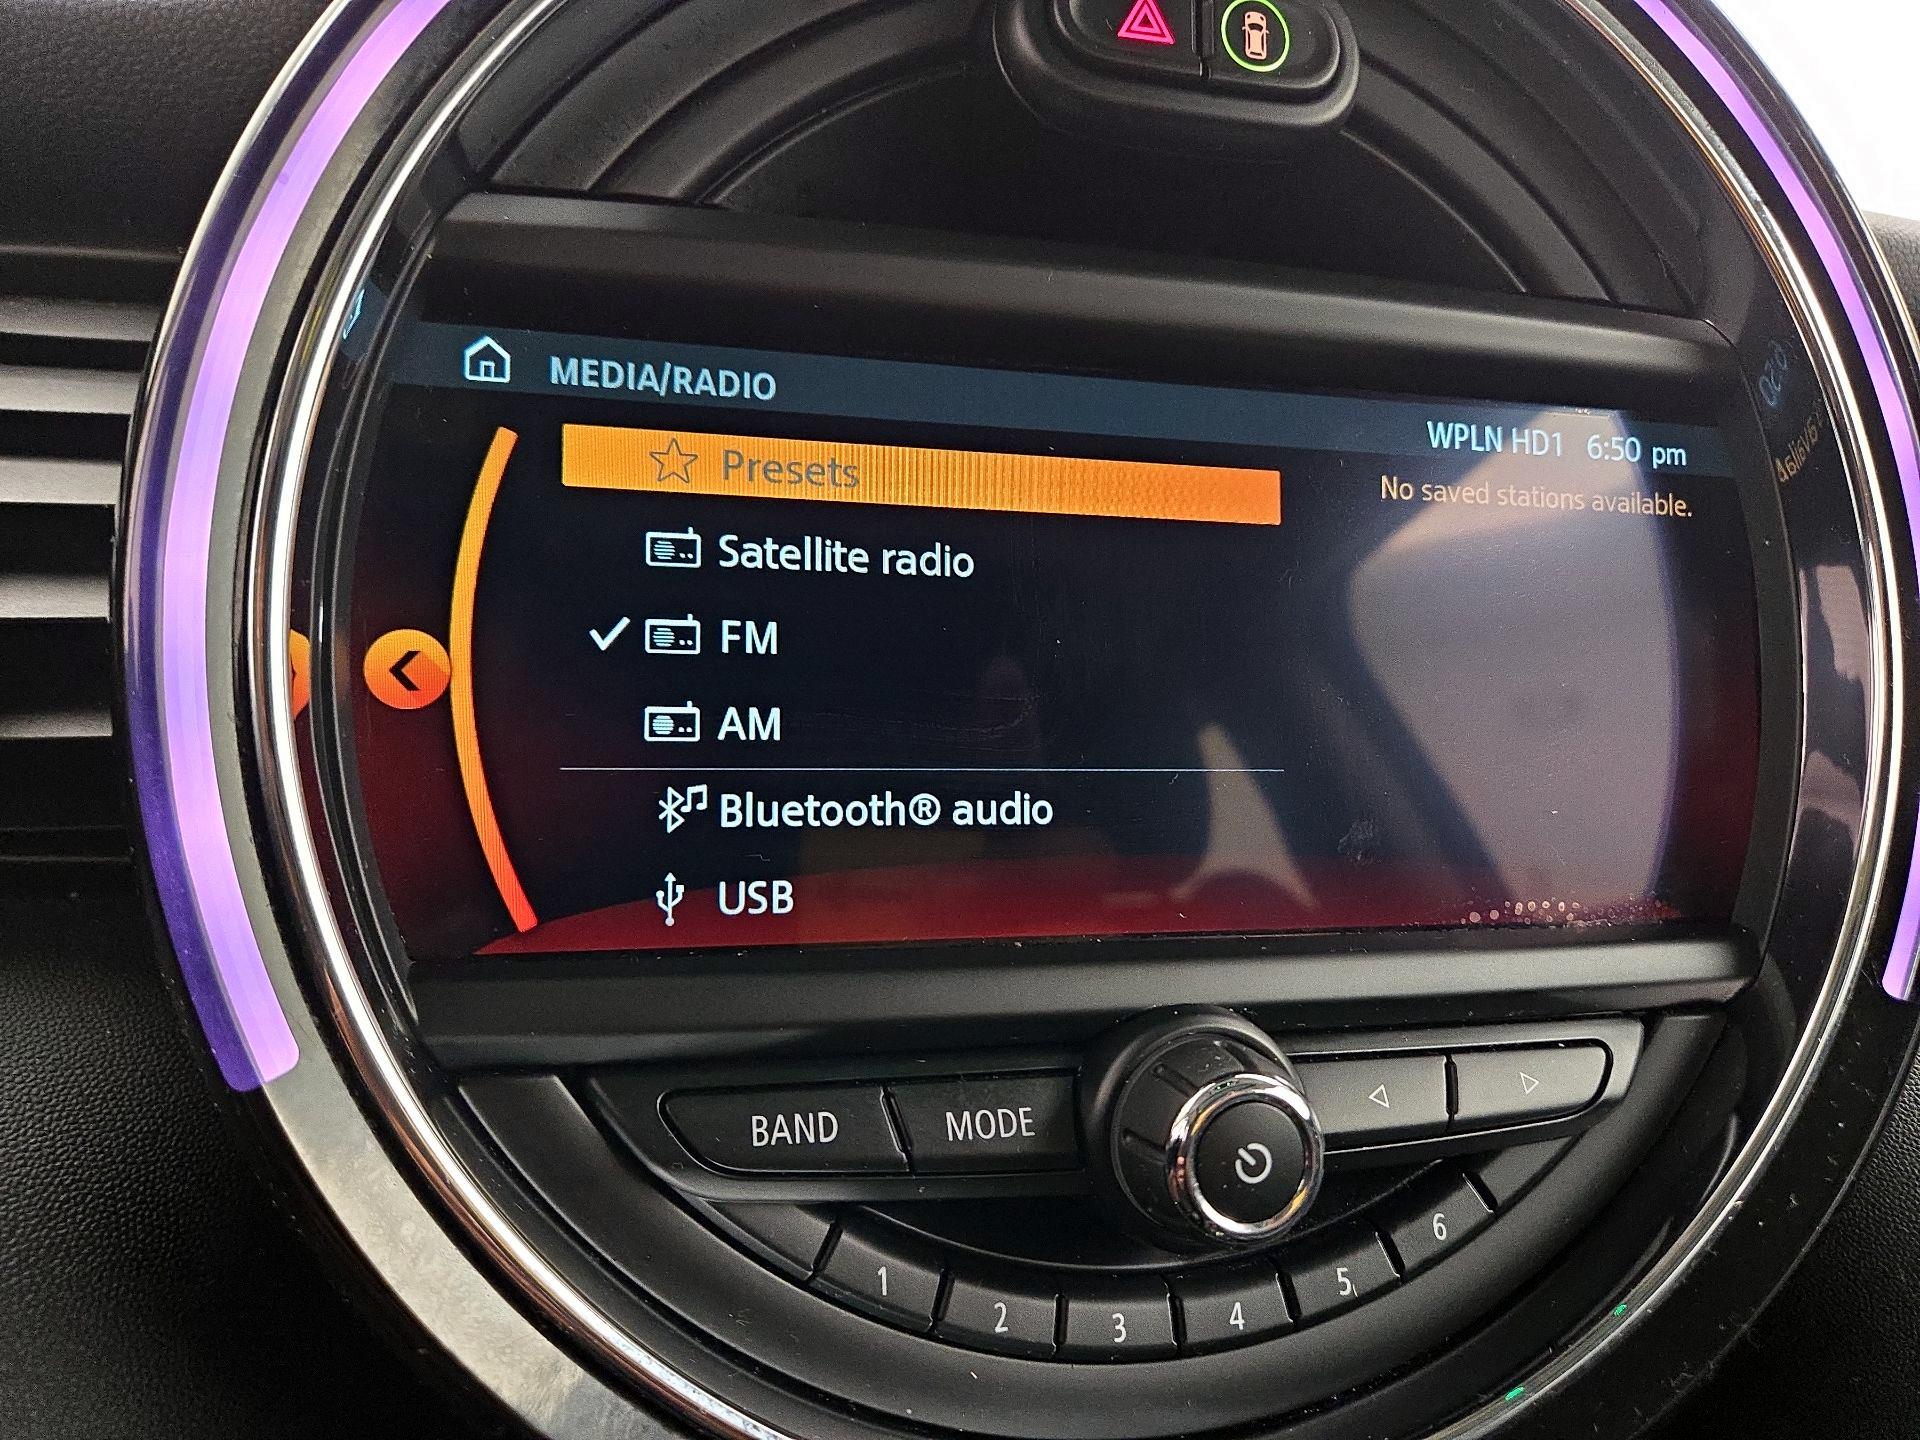 MEDIA/RADIO
WPLN HD1 6:50 pm
Presets
No saved stations available.
Satellite radio
FM
AM
Bluetooth® audio
USB
BAND
MODE
1
2
3
4
5
6